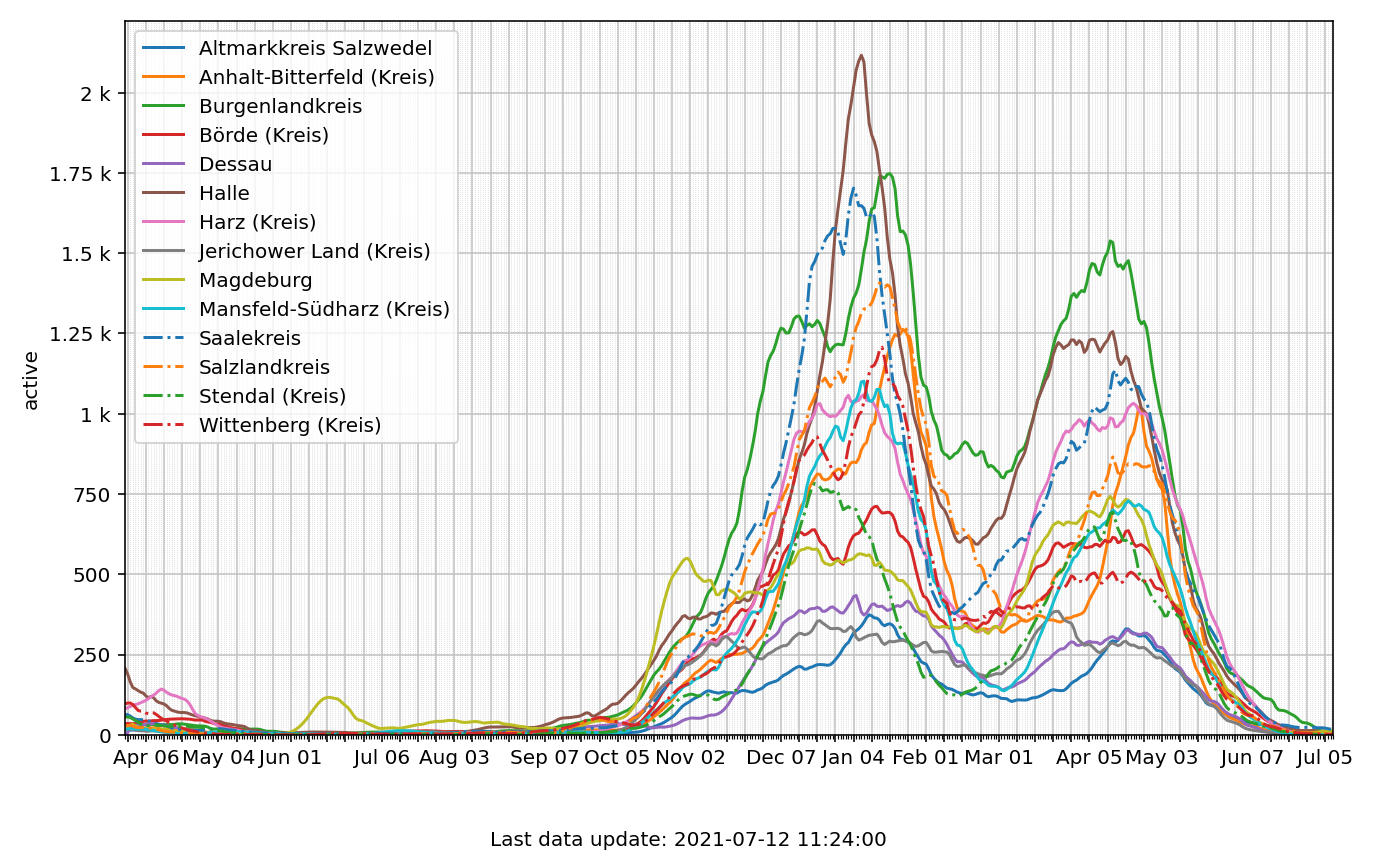 Altmarkkreis Salzwedel
Anhalt-Bitterfeld (Kreis)
Burgenlandkreis
Börde (Kreis)
Dessau
Halle
Harz (Kreis)
Jerichower Land (Kreis)
Magdeburg
Mansfeld-Südharz (Kreis)
Saalekreis
Salzlandkreis
Stendal (Kreis)
Wittenberg (Kreis)
2 k
1.75 k
1.5 k
1.25 k
1 k
750
500
250
0
active
Apr 06 May 04 Jun 01 Jul 06 Aug 03 Sep 07 Oct 05 Nov 02 Dec 07 Jan 04 Feb 01 Mar 01 Apr 05 May 03 Jun 07 Jul 05
Last data update: 2021-07-12 11:24:00